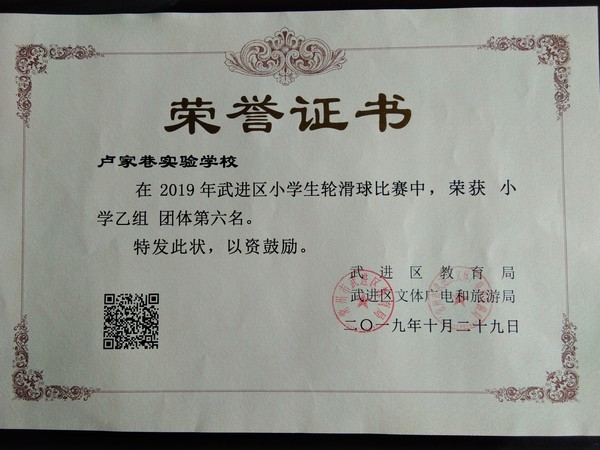 荣誉证书
卢家巷实验学校
在 2019 年武进区小学生轮滑球比赛中，荣获 小
学乙组 团体第六名。
特发此状，以资鼓励。
武进区教育局
武进区文体广电和旅游局
二〇一九年十月二十九日